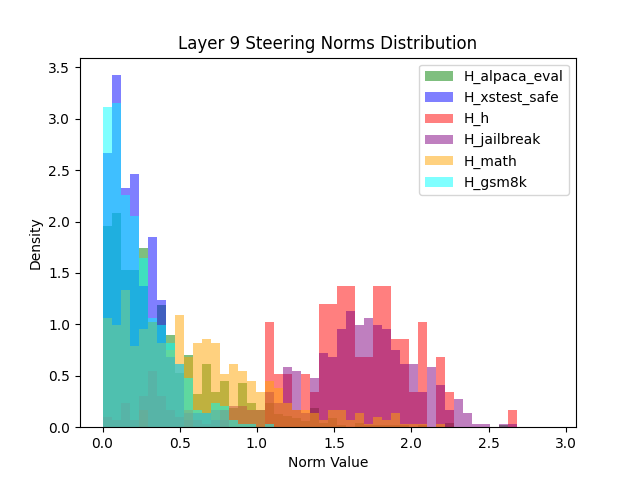 Layer 9 Steering Norms Distribution
3.5
3.0
2.5
2.0
1.5
1.0
0.5
0.0
Density
H_alpaca_eval
H_xstest_safe
H_h
H_jailbreak
H_math
H_gsm8k
0.0 0.5 1.0 1.5 2.0 2.5 3.0
Norm Value